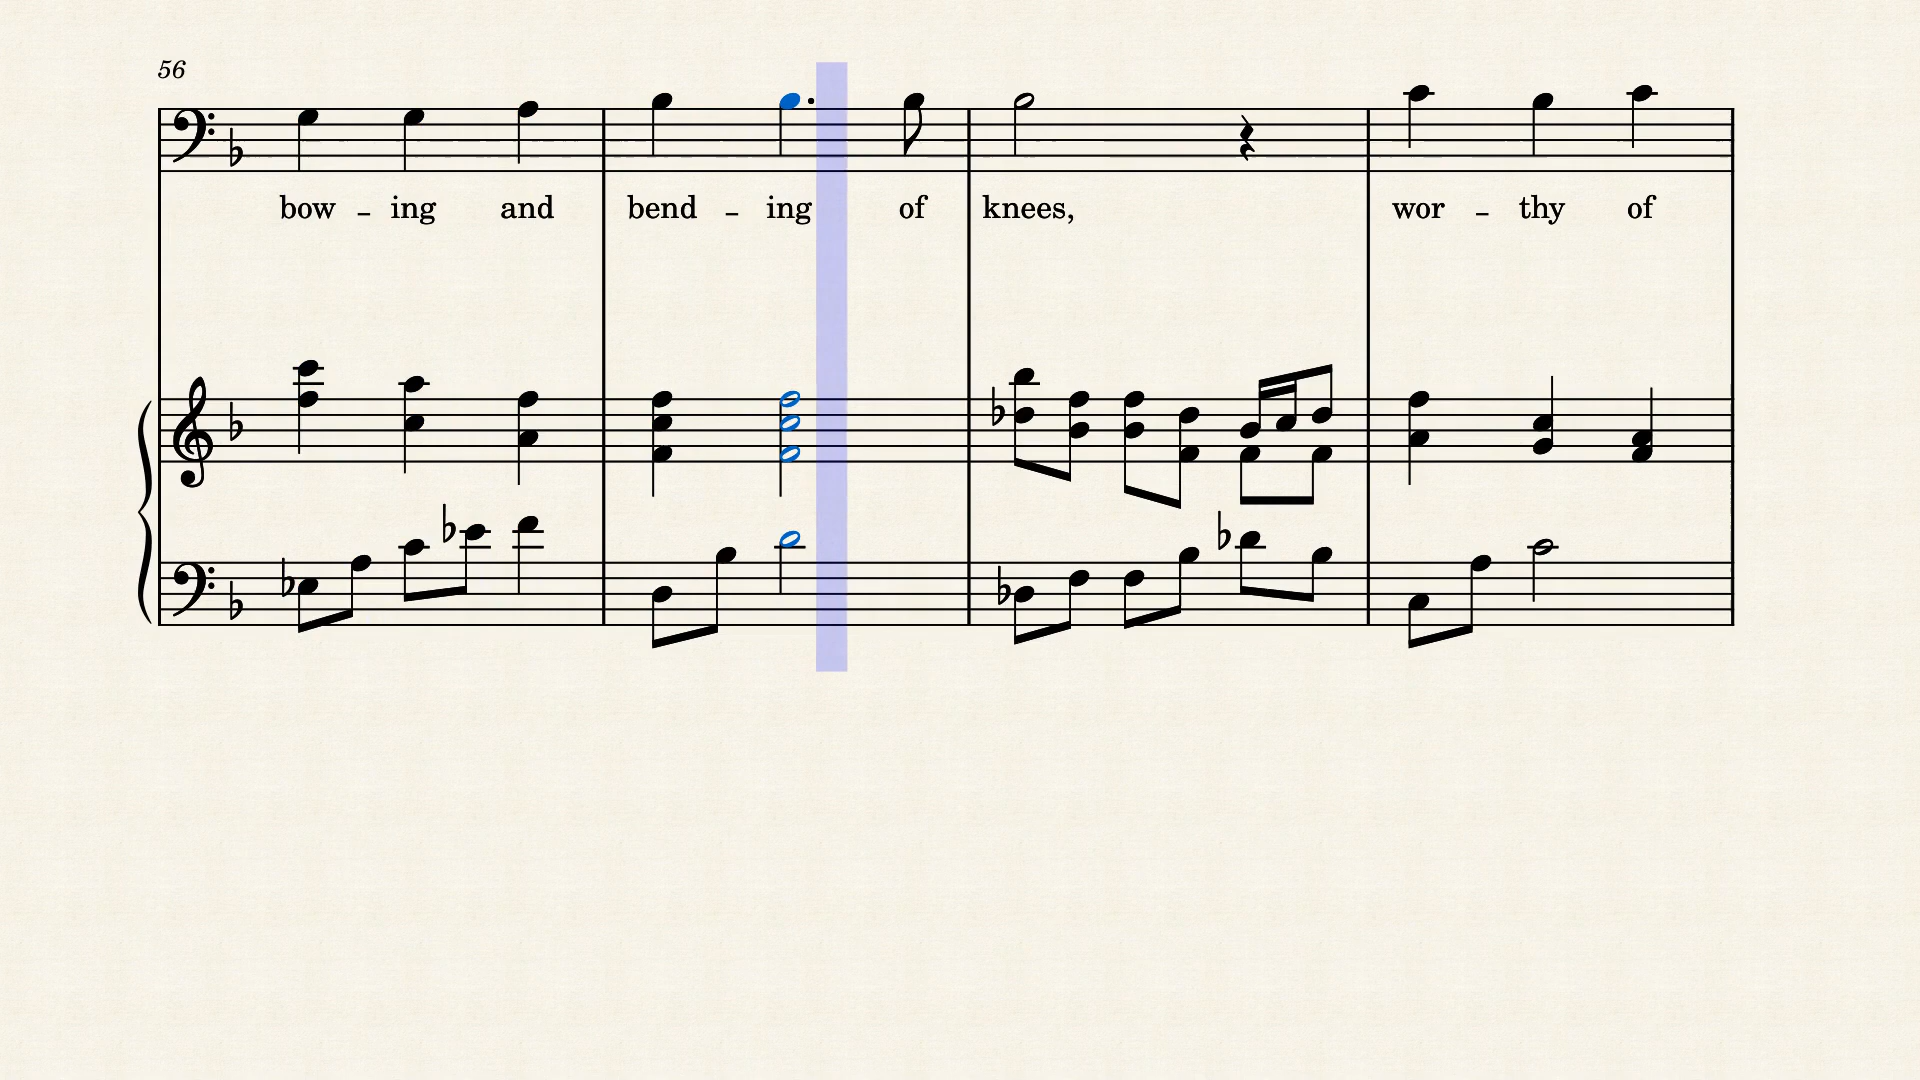 56
bow - ing and bend - ing of knees, wor - thy of